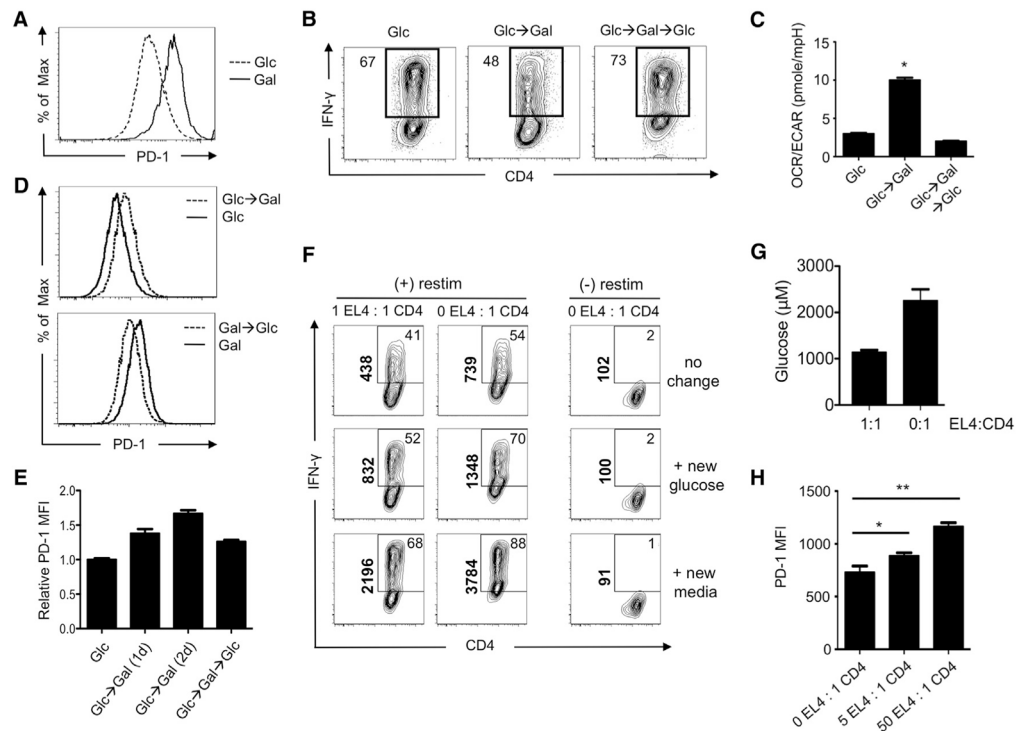 A
% of Max
PD-1
Glc
Gal
B
Glc
Glc→Gal
Glc→Gal→Glc
67
48
73
IFN-γ
CD4
C
OCR/ECAR (pmole/mpH)
15
10
5
0
*
Glc
Glc→Gal
Glc→Gal
→Glc
D
% of Max
Glc→Gal
Glc
Gal→Glc
Gal
PD-1
E
Relative PD-1 MFI
2.0
1.5
1.0
0.5
0.0
Glc
Glc→Gal (1d)
Glc→Gal (2d)
Glc→Gal→Glc
F
(+) restim
(-) restim
1 EL4 : 1 CD4
0 EL4 : 1 CD4
0 EL4 : 1 CD4
IFN-γ
438
41
739
54
102
2
no
change
832
52
1348
70
100
2
+ new
glucose
2196
68
3784
88
91
1
+ new
media
CD4
G
Glucose (µM)
3000
2000
1000
0
1:1
0:1
EL4:CD4
H
PD-1 MFI
1500
1000
500
0
**
*
0 EL4 : 1 CD4
5 EL4 : 1 CD4
50 EL4 : 1 CD4